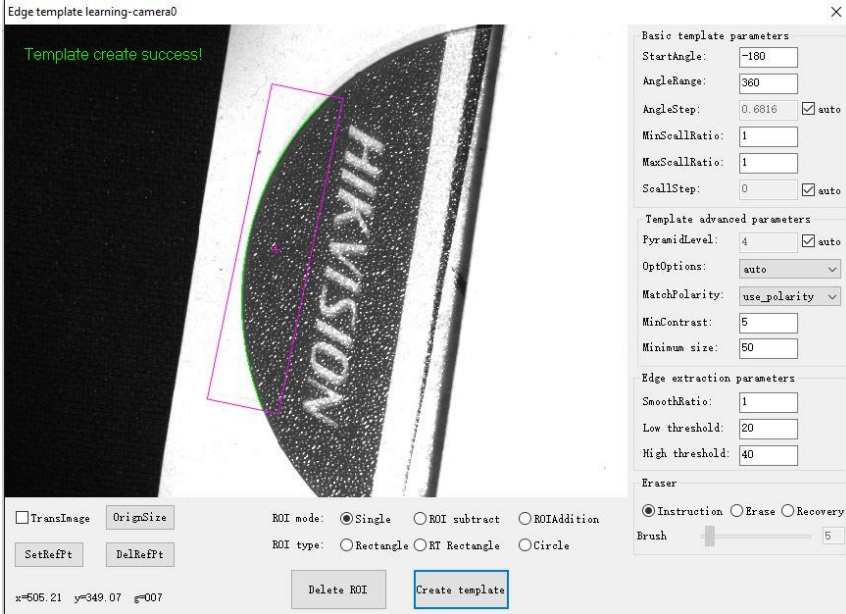 Edge template learning-camera0
Template create success!
HIKVISION
Basic template parameters
StartAngle: -180
AngleRange: 360
AngleStep: 0.6816 auto
MinScallRatio: 1
MaxScallRatio: 1
ScallStep: 0 auto
Template advanced parameters
PyramidLevel: 4 auto
OptOptions: auto
MatchPolarity: use_polarity
MinContrast: 5
Minimum size: 50
Edge extraction parameters
SmoothRatio: 1
Low threshold: 20
High threshold: 40
Eraser
Instruction Erase Recovery
Brush 5
TransImage OrignSize
SetRefPt DelRefPt
x=505.21 y=349.07 g=007
ROI mode: Single ROI subtract ROIAddition
ROI type: Rectangle RT Rectangle Circle
Delete ROI Create template